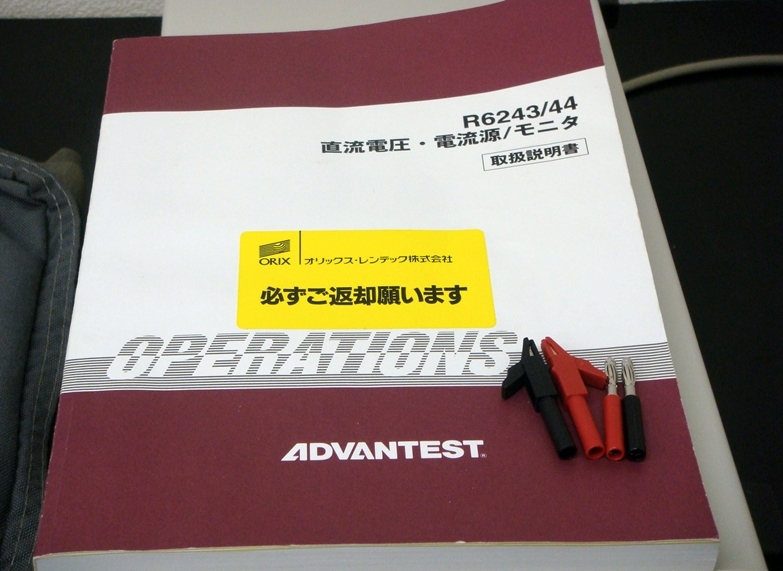 R6243/44
直流電圧・電流源/モニタ
取扱説明書
ORIX オリックス・レンテック株式会社
必ずご返却願います
OPERATIONS
ADVANTEST®